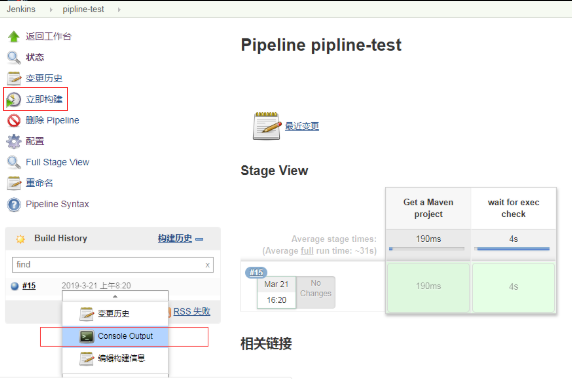 Jenkins › pipline-test ›
返回工作台
状态
变更历史
立即构建
删除 Pipeline
配置
Full Stage View
重命名
Pipeline Syntax
Build History 构建历史
find x
#15 2019-3-21 上午8:20
变更历史
RSS 失败
Console Output
编辑构建信息
Pipeline pipline-test
最近变更
Stage View
Get a Maven project
wait for exec check
Average stage times:
(Average full run time: ~31s)
190ms 4s
#15
Mar 21
16:20
No Changes
190ms 4s
相关链接